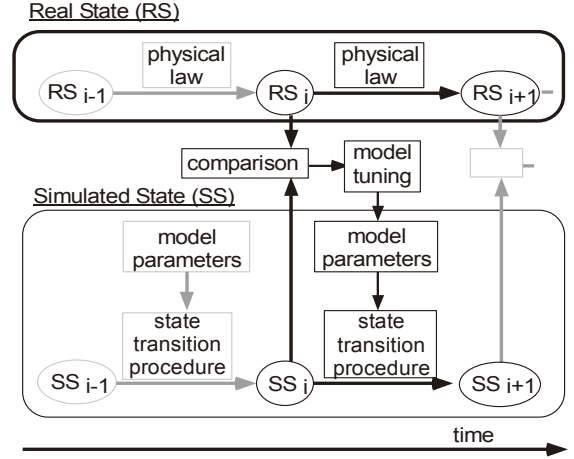 Real State (RS)
physical
law
physical
law
RS i-1
RS i
RS i+1
comparison
model
tuning
Simulated State (SS)
model
parameters
model
parameters
state
transition
procedure
state
transition
procedure
SS i-1
SS i
SS i+1
time